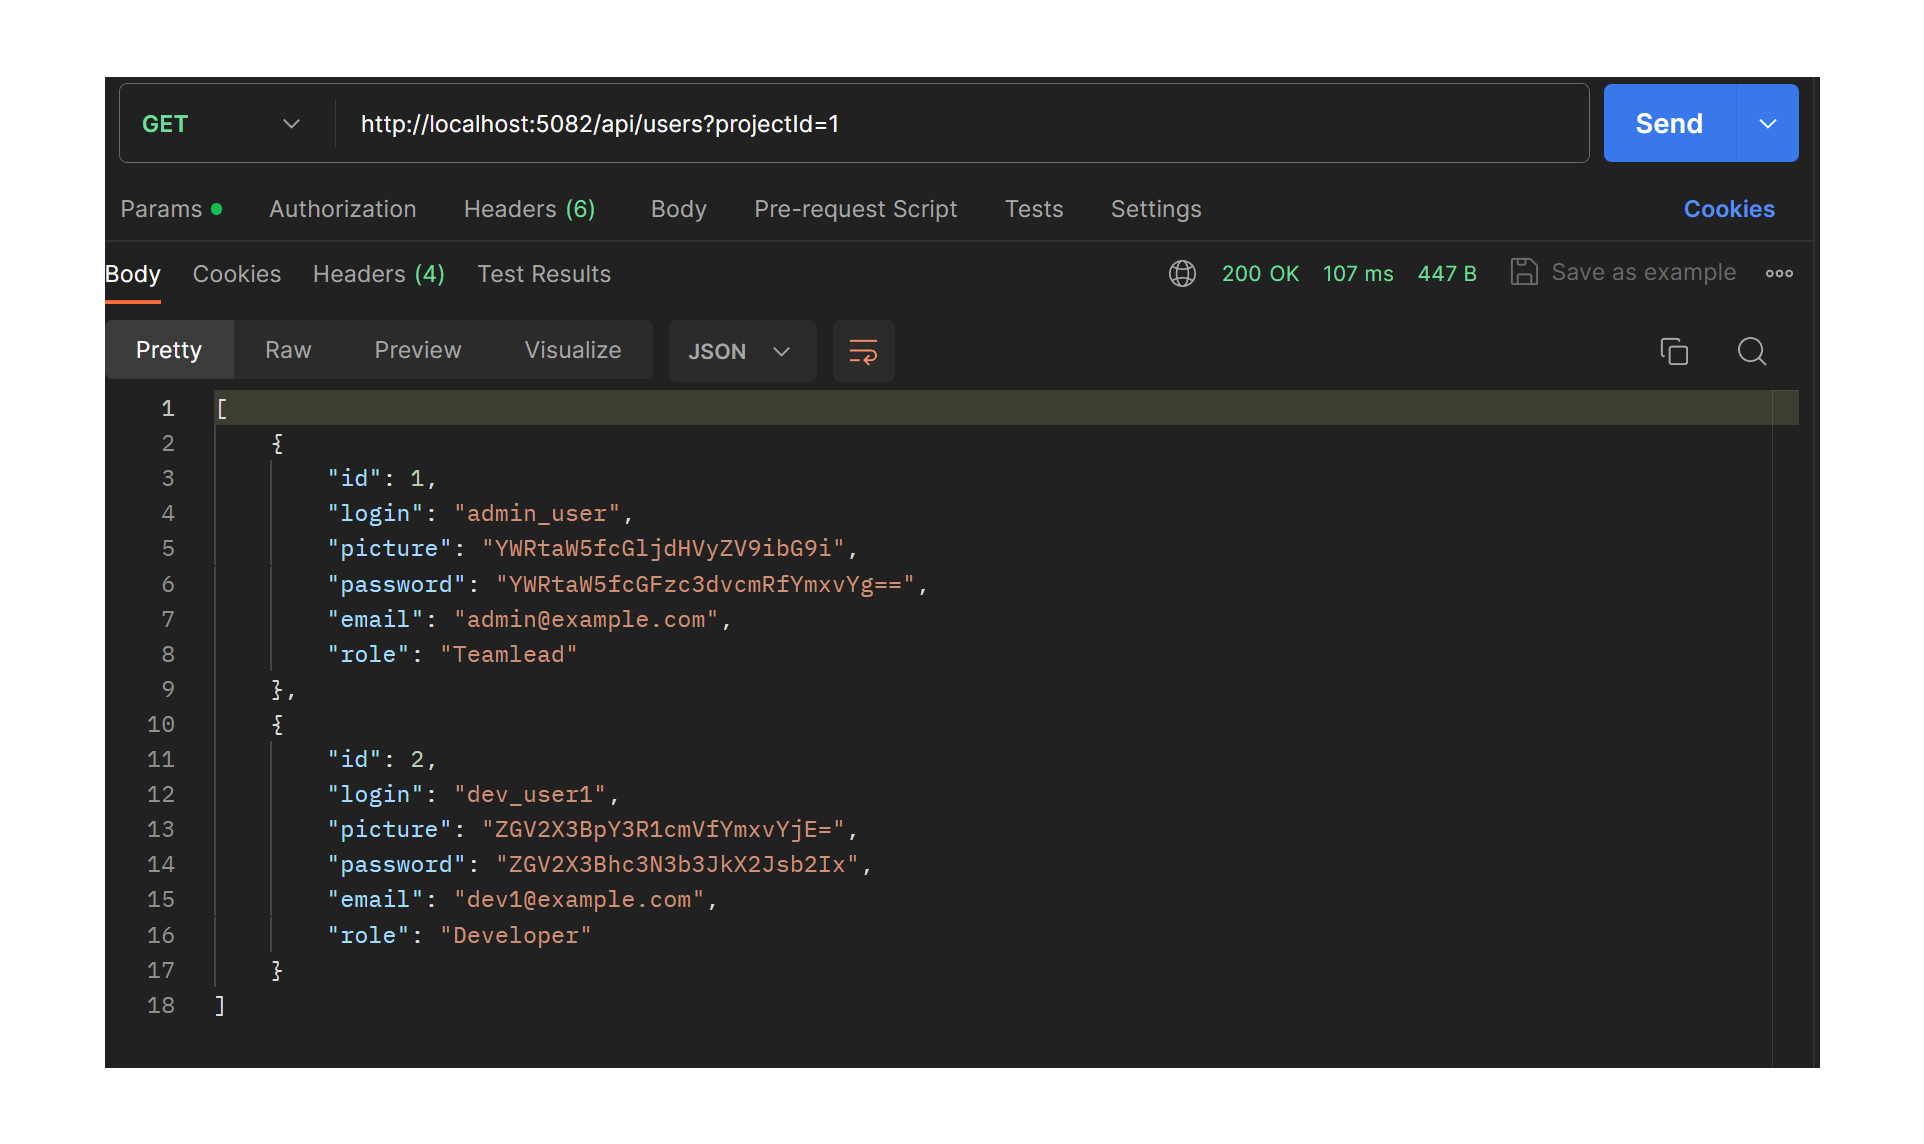 GET http://localhost:5082/api/users?projectId=1 Send
Params Authorization Headers (6) Body Pre-request Script Tests Settings Cookies
Body Cookies Headers (4) Test Results 200 OK 107 ms 447 B Save as example
Pretty Raw Preview Visualize JSON
1 [
2 {
3 "id": 1,
4 "login": "admin_user",
5 "picture": "YWRtaW5fcGljdHVyZV9ibG9i",
6 "password": "YWRtaW5fcGFzc3dvcmRfYmxvYg==",
7 "email": "admin@example.com",
8 "role": "Teamlead"
9 },
10 {
11 "id": 2,
12 "login": "dev_user1",
13 "picture": "ZGV2X3BpY3R1cmVfYmxvYjE=",
14 "password": "ZGV2X3Bhc3N3b3JkX2Jsb2Ix",
15 "email": "dev1@example.com",
16 "role": "Developer"
17 }
18 ]